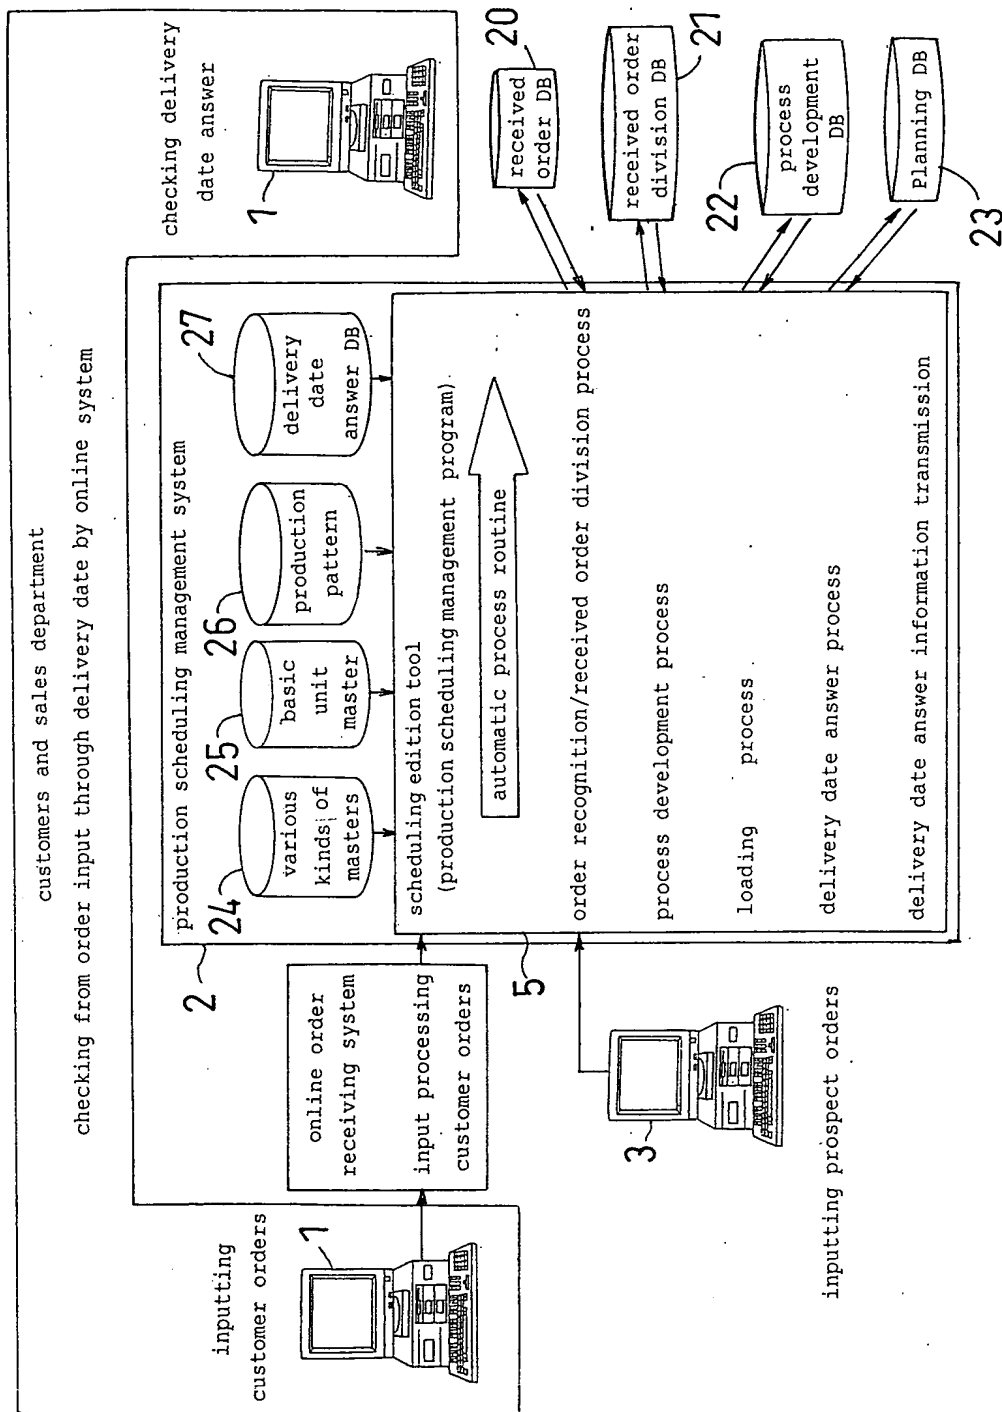 customers and sales department
checking from order input through delivery date by online system
inputting
customer orders
1
checking delivery
date answer
1
online order
receiving system
input processing
customer orders
2
production scheduling management system
24
various
kinds of
masters
25
basic
unit
master
26
production
pattern
27
delivery
date
answer DB
5
scheduling edition tool
(production scheduling management program)
automatic process routine
order recognition/received order division process
process development process
loading process
delivery date answer process
delivery date answer information transmission
3
inputting prospect orders
20
received
order DB
21
received order
division DB
22
process
development
DB
23
Planning DB